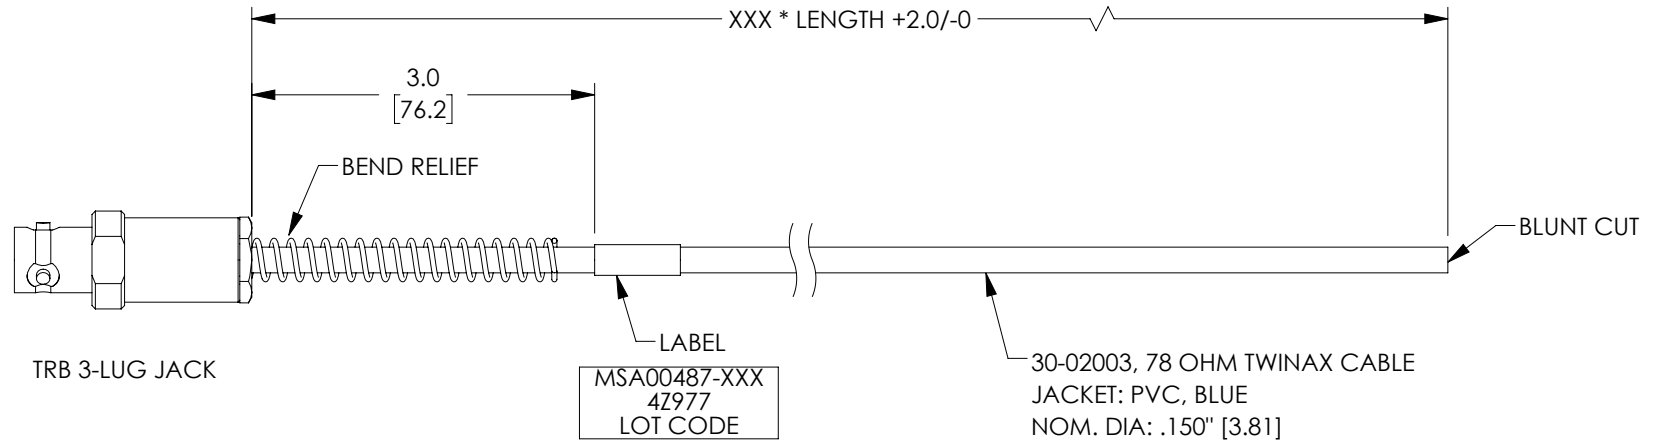 XXX * LENGTH +2.0/-0
3.0
[76.2]
BEND RELIEF
BLUNT CUT
TRB 3-LUG JACK
LABEL
MSA00487-XXX
4Z977
LOT CODE
30-02003, 78 OHM TWINAX CABLE
JACKET: PVC, BLUE
NOM. DIA: .150" [3.81]